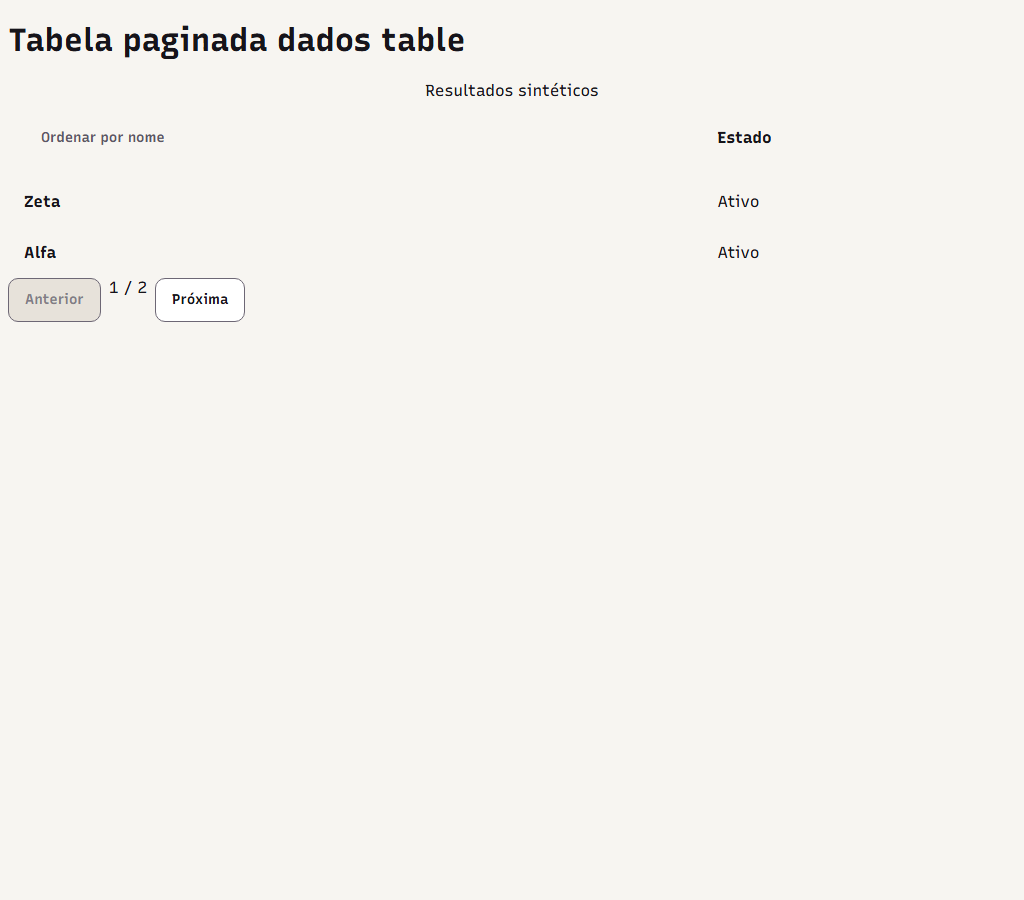 Tabela paginada dados table
Resultados sintéticos
Ordenar por nome Estado
Zeta Ativo
Alfa Ativo
Anterior 1 / 2 Próxima